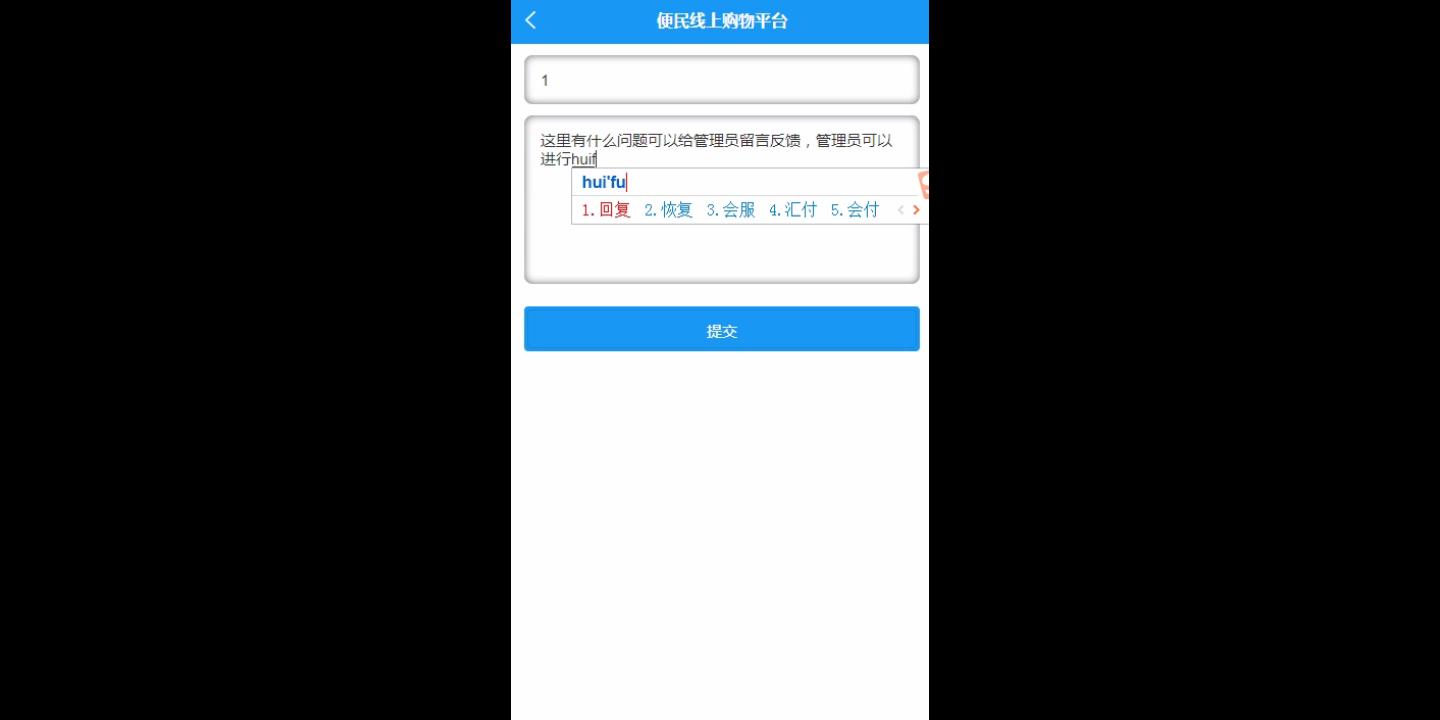 便民线上购物平台
1
这里有什么问题可以给管理员留言反馈，管理员可以
进行huif
hui'fu
1.回复 2.恢复 3.会服 4.汇付 5.会付
提交